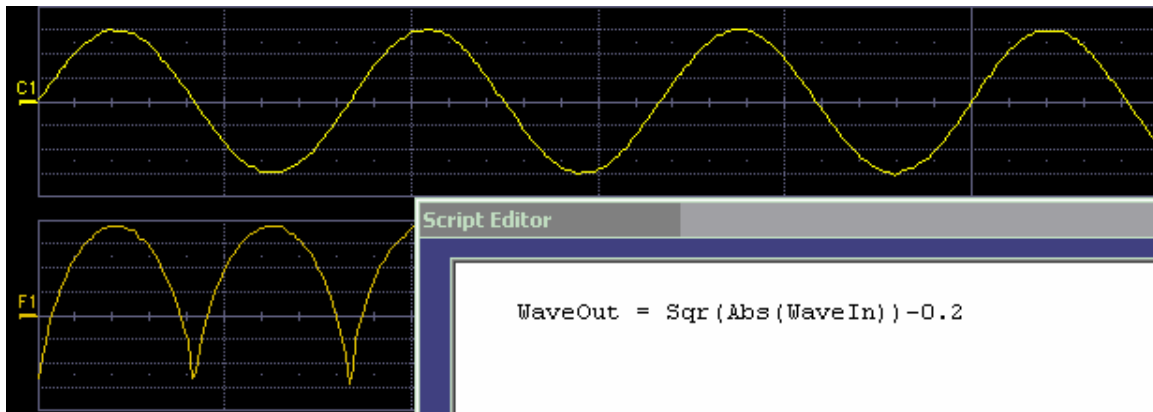 C1
Script Editor
F1
WaveOut = Sqr(Abs(WaveIn))-0.2